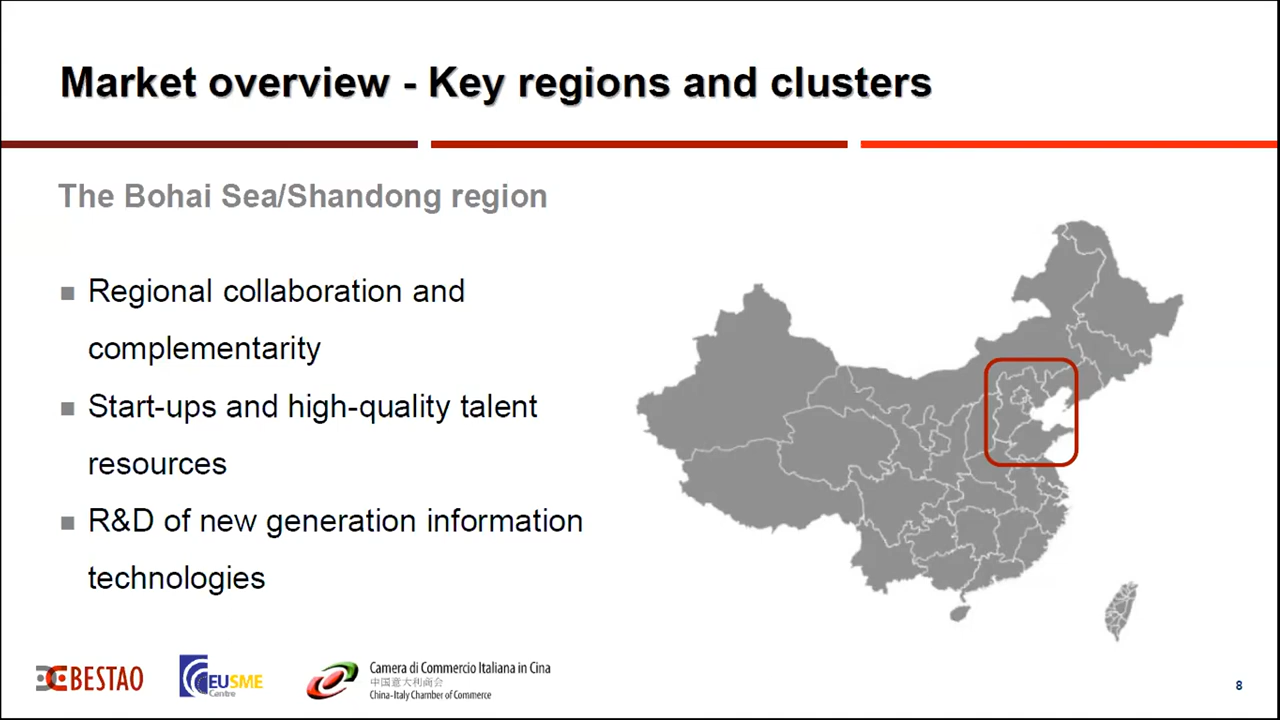 Market overview - Key regions and clusters
The Bohai Sea/Shandong region
Regional collaboration and
complementarity
Start-ups and high-quality talent
resources
R&D of new generation information
technologies
BESTAO
EUSME
Centre
Camera di Commercio Italiana in Cina
中国意大利商会
China-Italy Chamber of Commerce
8